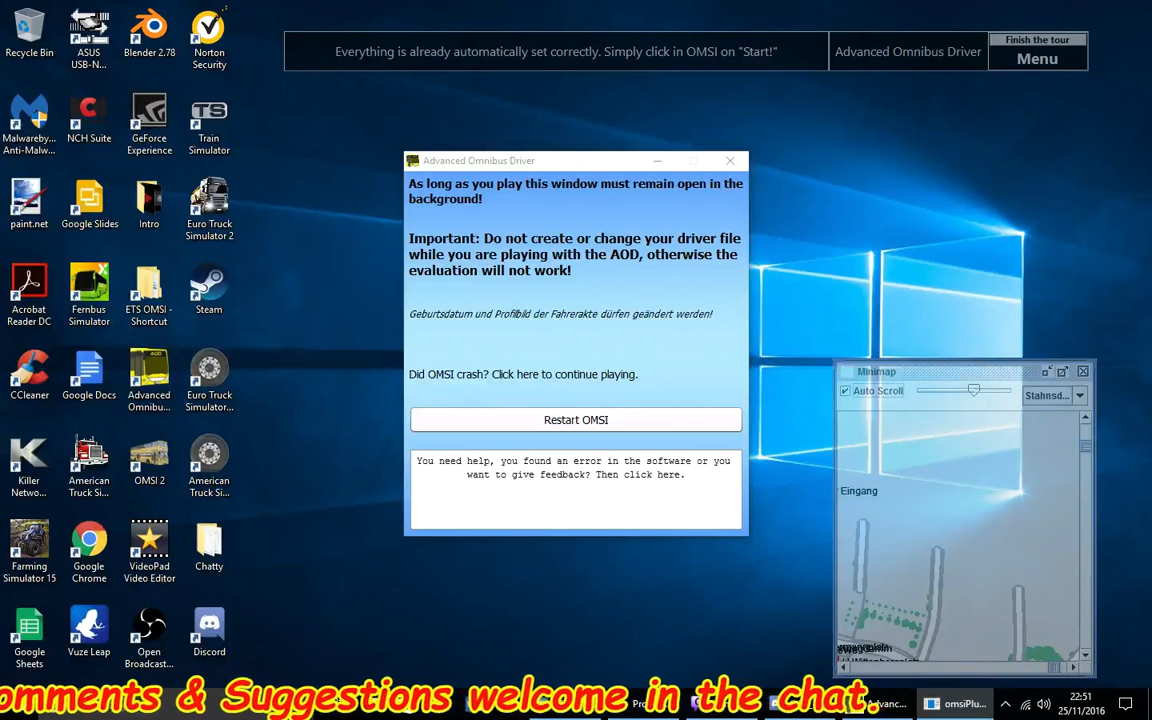 Recycle Bin
ASUS
USB-N...
Blender 2.78
Norton
Security
Malwareby...
Anti-Malw...
NCH Suite
GeForce
Experience
TS
Train
Simulator
paint.net
Google Slides
Intro
Euro Truck
Simulator 2
Acrobat
Reader DC
Fernbus
Simulator
ETS OMSI -
Shortcut
Steam
CCleaner
Google Docs
AOD
Advanced
Omnibu...
Euro Truck
Simulator...
Killer
Netwo...
American
Truck Si...
OMSI 2
American
Truck Si...
Farming
Simulator 15
Google
Chrome
VideoPad
Video Editor
Chatty
Google
Sheets
Vuze Leap
Open
Broadcast...
Discord
Everything is already automatically set correctly. Simply click in OMSI on "Start!"
Advanced Omnibus Driver
Finish the tour
Menu
Advanced Omnibus Driver
As long as you play this window must remain open in the
background!
Important: Do not create or change your driver file
while you are playing with the AOD, otherwise the
evaluation will not work!
Geburtsdatum und Profilbild der Fahrerakte dürfen geändert werden!
Did OMSI crash? Click here to continue playing.
Restart OMSI
You need help, you found an error in the software or you
want to give feedback? Then click here.
Minimap
Auto Scroll
Stahnsd...
Eingang
omments & Suggestions welcome in the chat.
Advanc...
omsiPlu...
22:51
25/11/2016